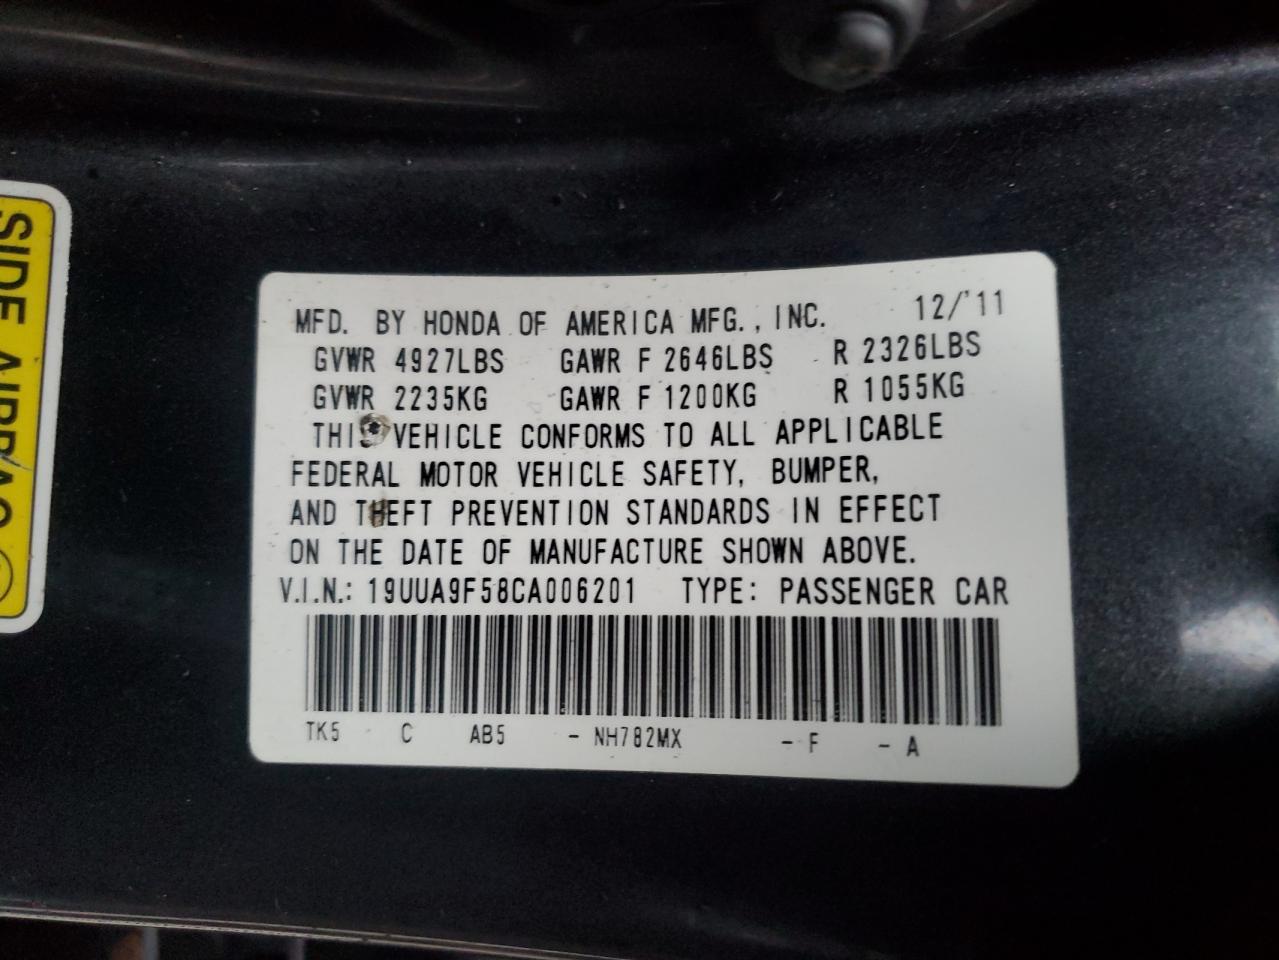 SIDE AIRBAG
MFD. BY HONDA OF AMERICA MFG., INC. 12/'11
GVWR 4927LBS GAWR F 2646LBS R 2326LBS
GVWR 2235KG GAWR F 1200KG R 1055KG
THIS VEHICLE CONFORMS TO ALL APPLICABLE
FEDERAL MOTOR VEHICLE SAFETY, BUMPER,
AND THEFT PREVENTION STANDARDS IN EFFECT
ON THE DATE OF MANUFACTURE SHOWN ABOVE.
V.I.N.: 19UUA9F58CA006201 TYPE: PASSENGER CAR
TK5 C AB5 - NH782MX - F - A